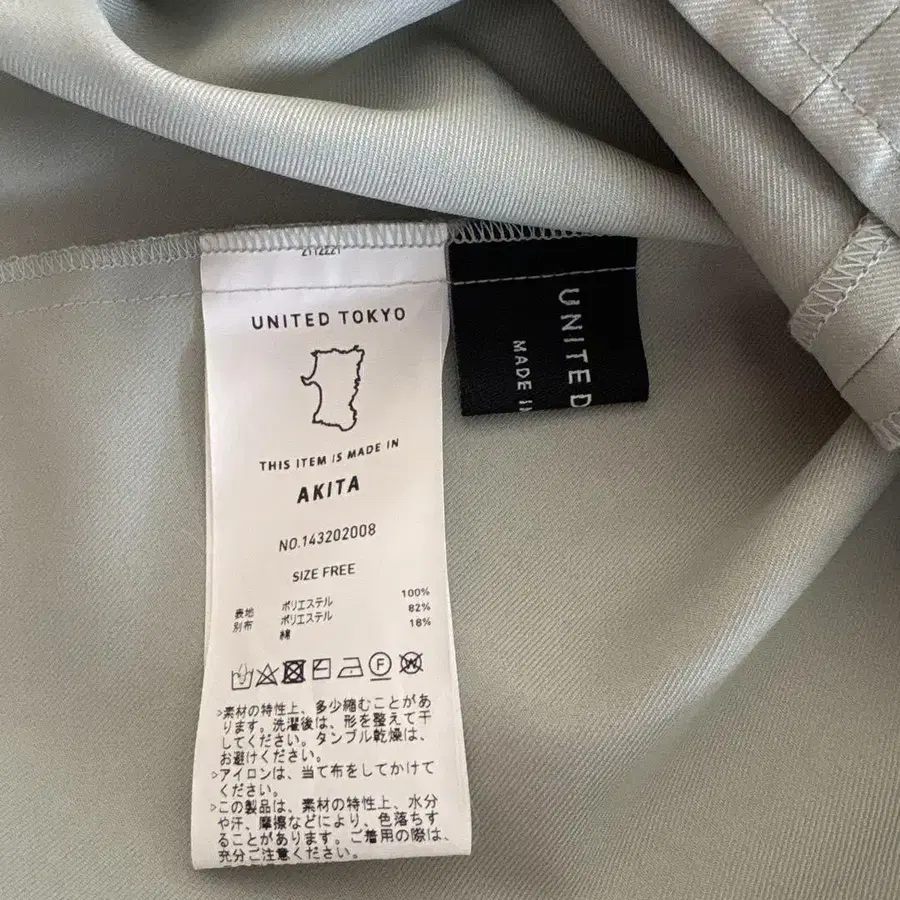 2112221
UNITED TOKYO
THIS ITEM IS MADE IN
AKITA
NO.143202008
SIZE FREE
表地 ポリエステル 100%
別布 ポリエステル 82%
綿 18%
F W
>素材の特性上、多少縮むことがあ
ります。洗濯後は、形を整えて干
してください。タンブル乾燥は、
お避けください。
>アイロンは、当て布をしてかけて
ください。
>この製品は、素材の特性上、水分
や汗、摩擦などにより、色落ちす
ることがあります。ご着用の際は、
充分ご注意ください。
UNITED
MADE I